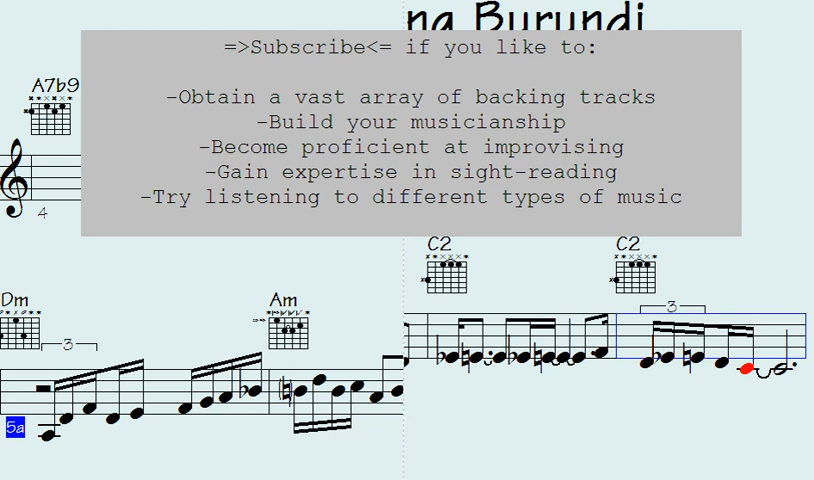 na Burundi
=>Subscribe<= if you like to:
-Obtain a vast array of backing tracks
-Build your musicianship
-Become proficient at improvising
-Gain expertise in sight-reading
-Try listening to different types of music
A7b9
4
C2 C2
3
Dm Am
3
5a